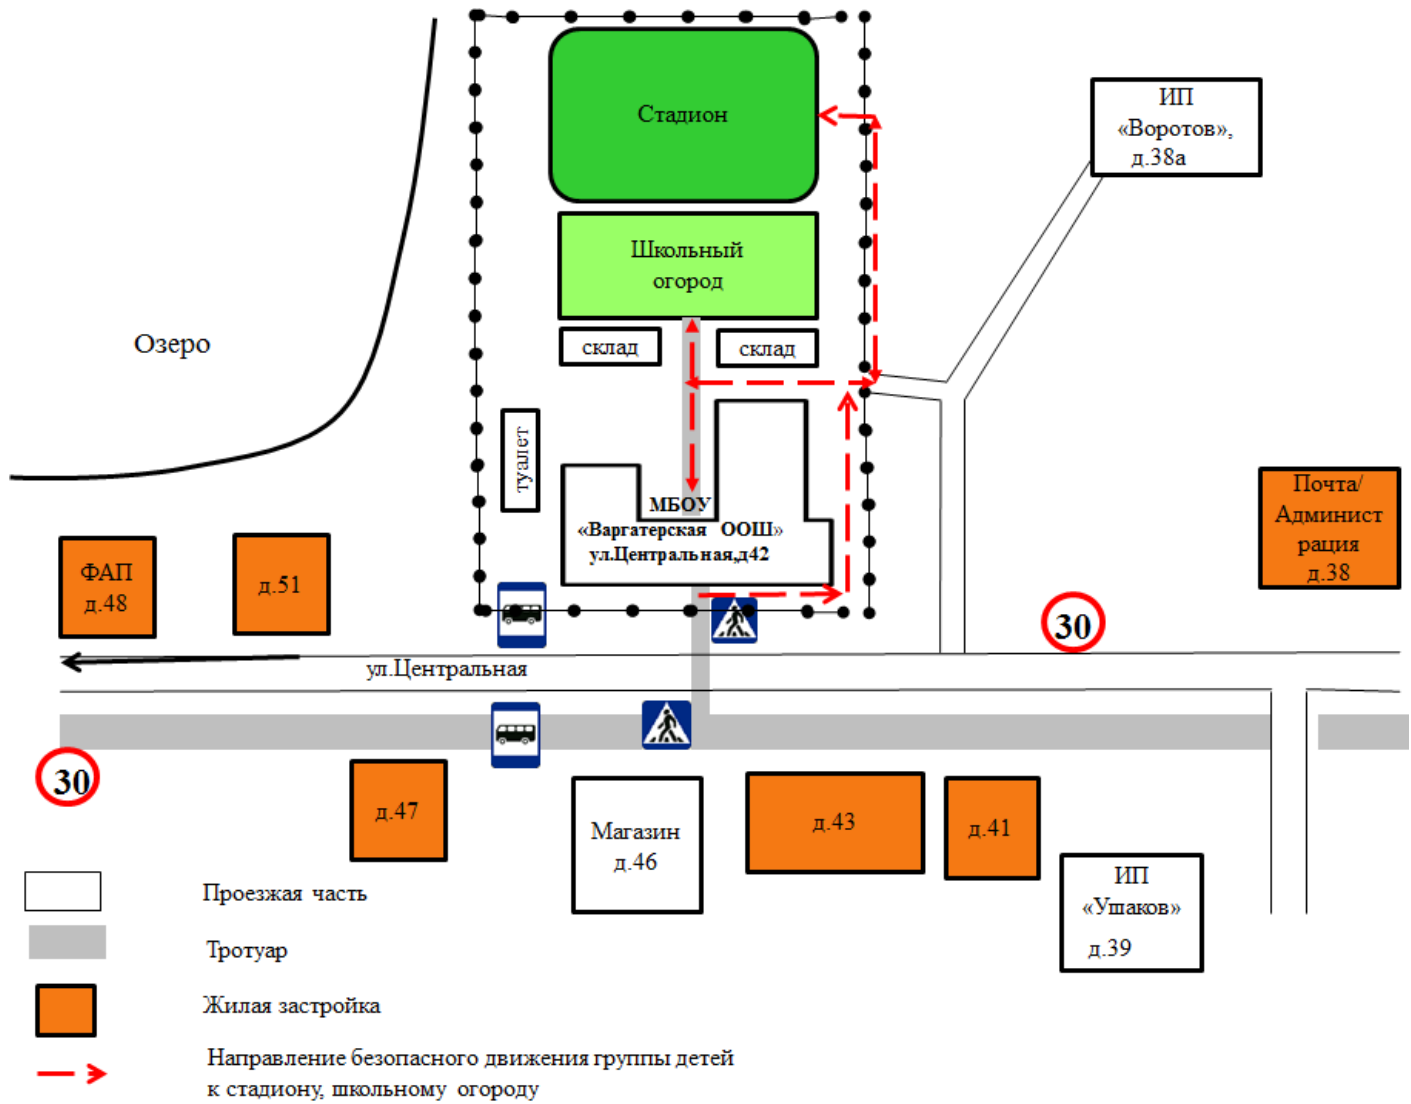 Стадион
ИП
«Воротов»,
д.38а
Школьный
огород
Озеро
склад
склад
туалет
МБОУ
«Варгатерская ООШ»
ул.Центральная,д42
Почта/
Админист
рация
д.38
ФАП
д.48
д.51
30
ул.Центральная
30
д.47
Магазин
д.46
д.43
д.41
ИП
«Ушаков»
д.39
Проезжая часть
Тротуар
Жилая застройка
Направление безопасного движения группы детей
к стадиону, школьному огороду